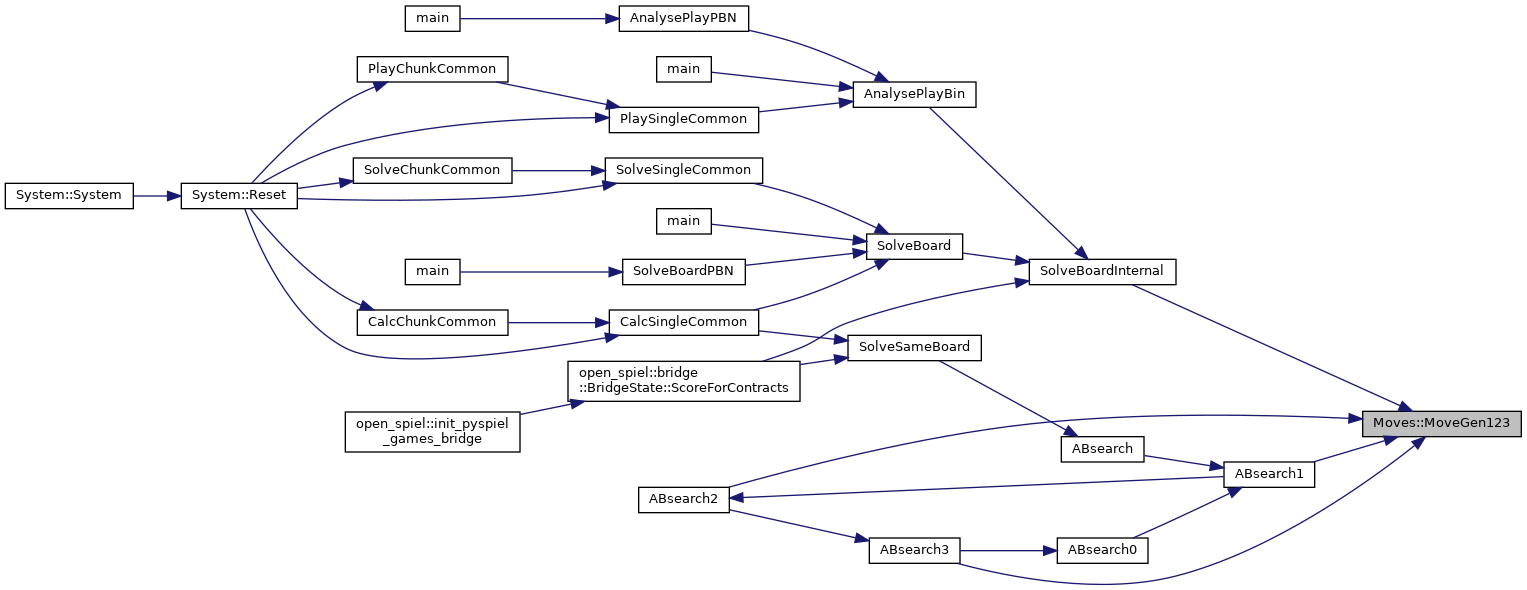 main
AnalysePlayPBN
PlayChunkCommon
main
AnalysePlayBin
PlaySingleCommon
SolveChunkCommon
SolveSingleCommon
System::System
System::Reset
main
SolveBoard
main
SolveBoardPBN
SolveBoardInternal
CalcChunkCommon
CalcSingleCommon
SolveSameBoard
open_spiel::bridge
::BridgeState::ScoreForContracts
open_spiel::init_pyspiel
_games_bridge
Moves::MoveGen123
ABsearch
ABsearch1
ABsearch2
ABsearch3
ABsearch0